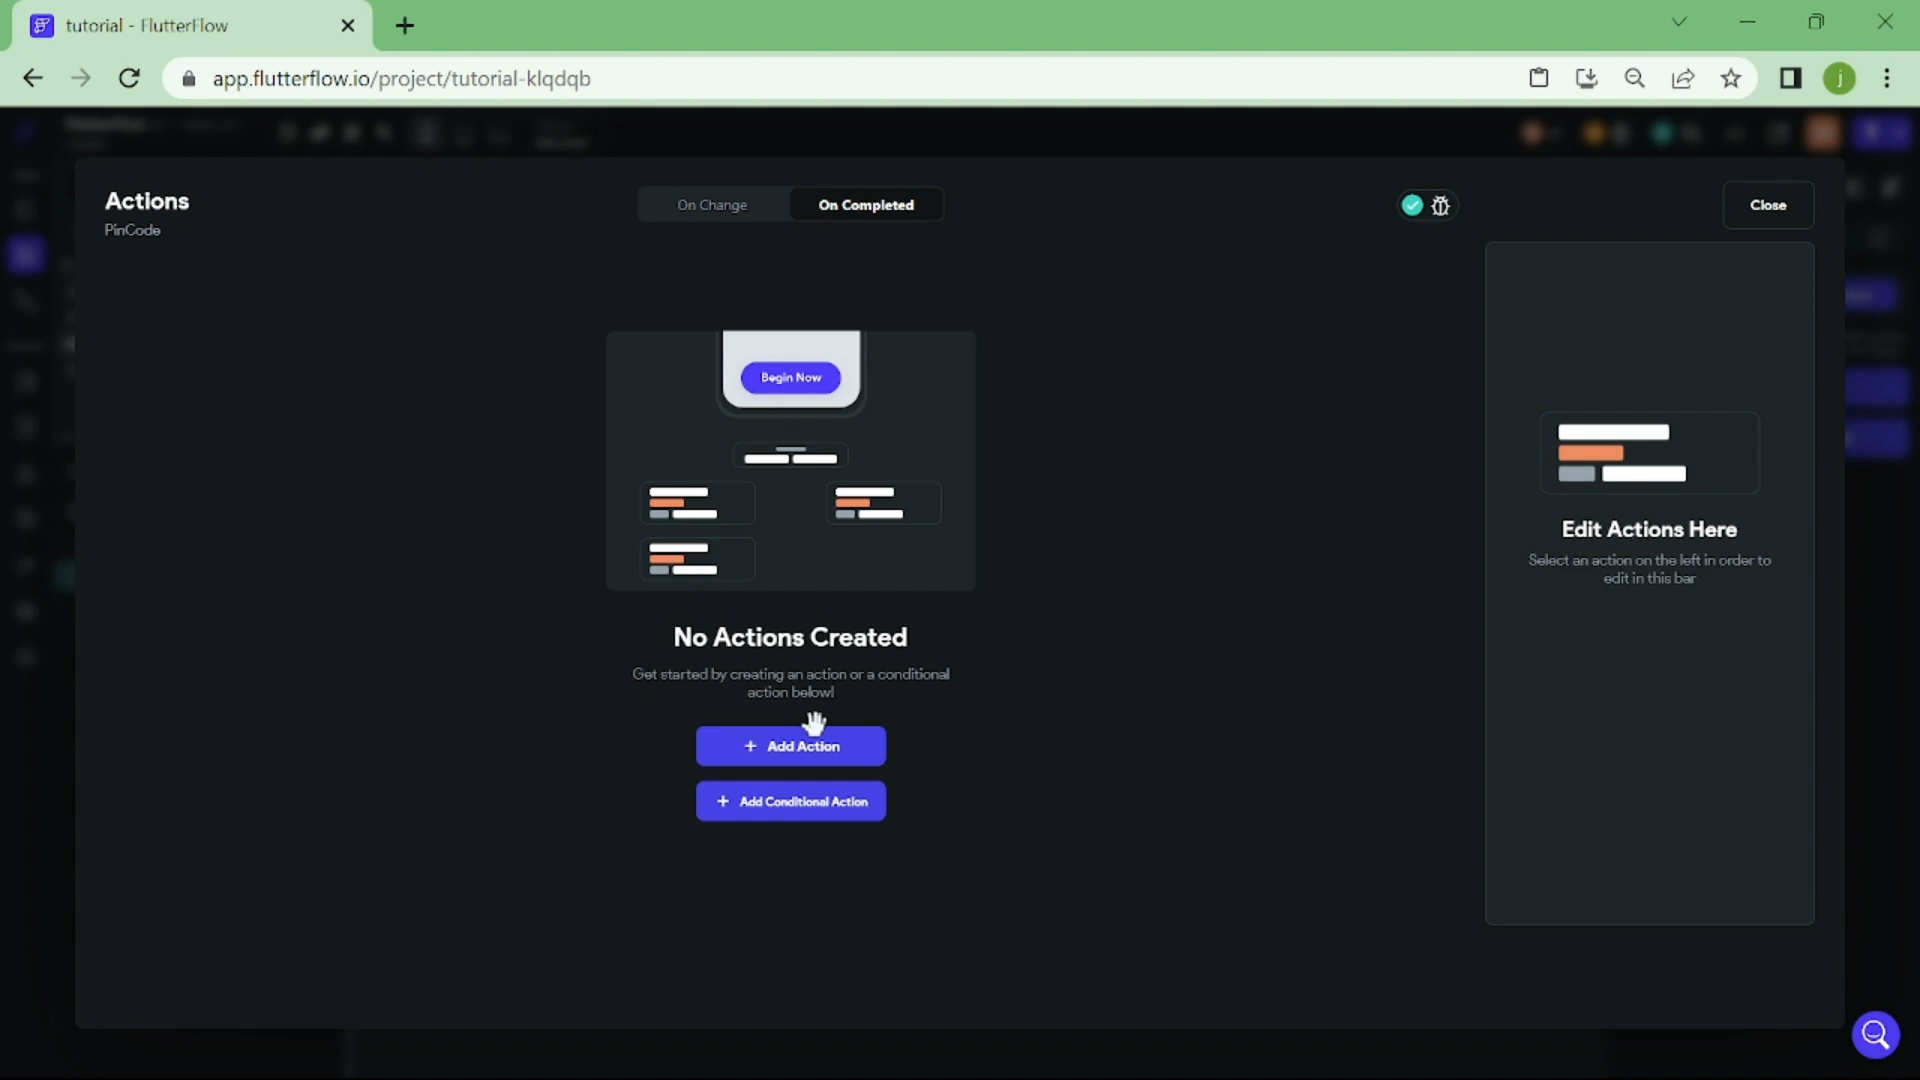 tutorial - FlutterFlow
app.flutterflow.io/project/tutorial-klqdqb
j
Actions
PinCode
On Change
On Completed
Close
Begin Now
No Actions Created
Get started by creating an action or a conditional
action below!
+ Add Action
+ Add Conditional Action
Edit Actions Here
Select an action on the left in order to
edit in this bar